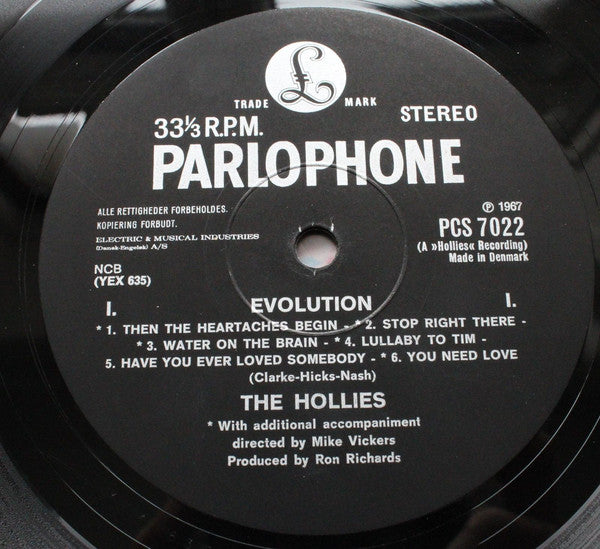 £
TRADE MARK
STEREO
33⅓ R.P.M.
PARLOPHONE
ALLE RETTIGHEDER FORBEHOLDES.
KOPIERING FORBUDT.
ELECTRIC & MUSICAL INDUSTRIES
(Dansk-Engelsk) A/S
℗ 1967
PCS 7022
(A »Hollies« Recording)
Made in Denmark
NCB
(YEX 635)
I. EVOLUTION I.
* 1. THEN THE HEARTACHES BEGIN - * 2. STOP RIGHT THERE -
* 3. WATER ON THE BRAIN - * 4. LULLABY TO TIM -
5. HAVE YOU EVER LOVED SOMEBODY - * 6. YOU NEED LOVE
(Clarke-Hicks-Nash)
THE HOLLIES
* With additional accompaniment
directed by Mike Vickers
Produced by Ron Richards